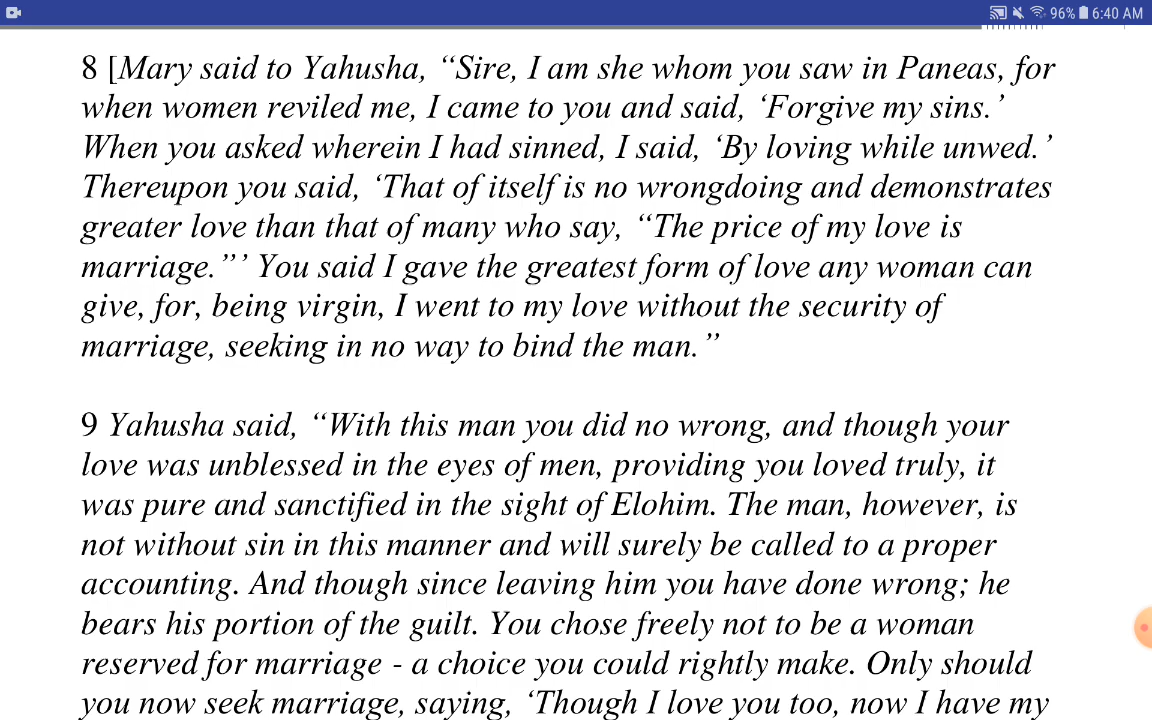 96% 6:40 AM
8 [Mary said to Yahusha, “Sire, I am she whom you saw in Paneas, for
when women reviled me, I came to you and said, ‘Forgive my sins.’
When you asked wherein I had sinned, I said, ‘By loving while unwed.’
Thereupon you said, ‘That of itself is no wrongdoing and demonstrates
greater love than that of many who say, “The price of my love is
marriage.”’ You said I gave the greatest form of love any woman can
give, for, being virgin, I went to my love without the security of
marriage, seeking in no way to bind the man.”
9 Yahusha said, “With this man you did no wrong, and though your
love was unblessed in the eyes of men, providing you loved truly, it
was pure and sanctified in the sight of Elohim. The man, however, is
not without sin in this manner and will surely be called to a proper
accounting. And though since leaving him you have done wrong; he
bears his portion of the guilt. You chose freely not to be a woman
reserved for marriage - a choice you could rightly make. Only should
you now seek marriage, saying, ‘Though I love you too, now I have my